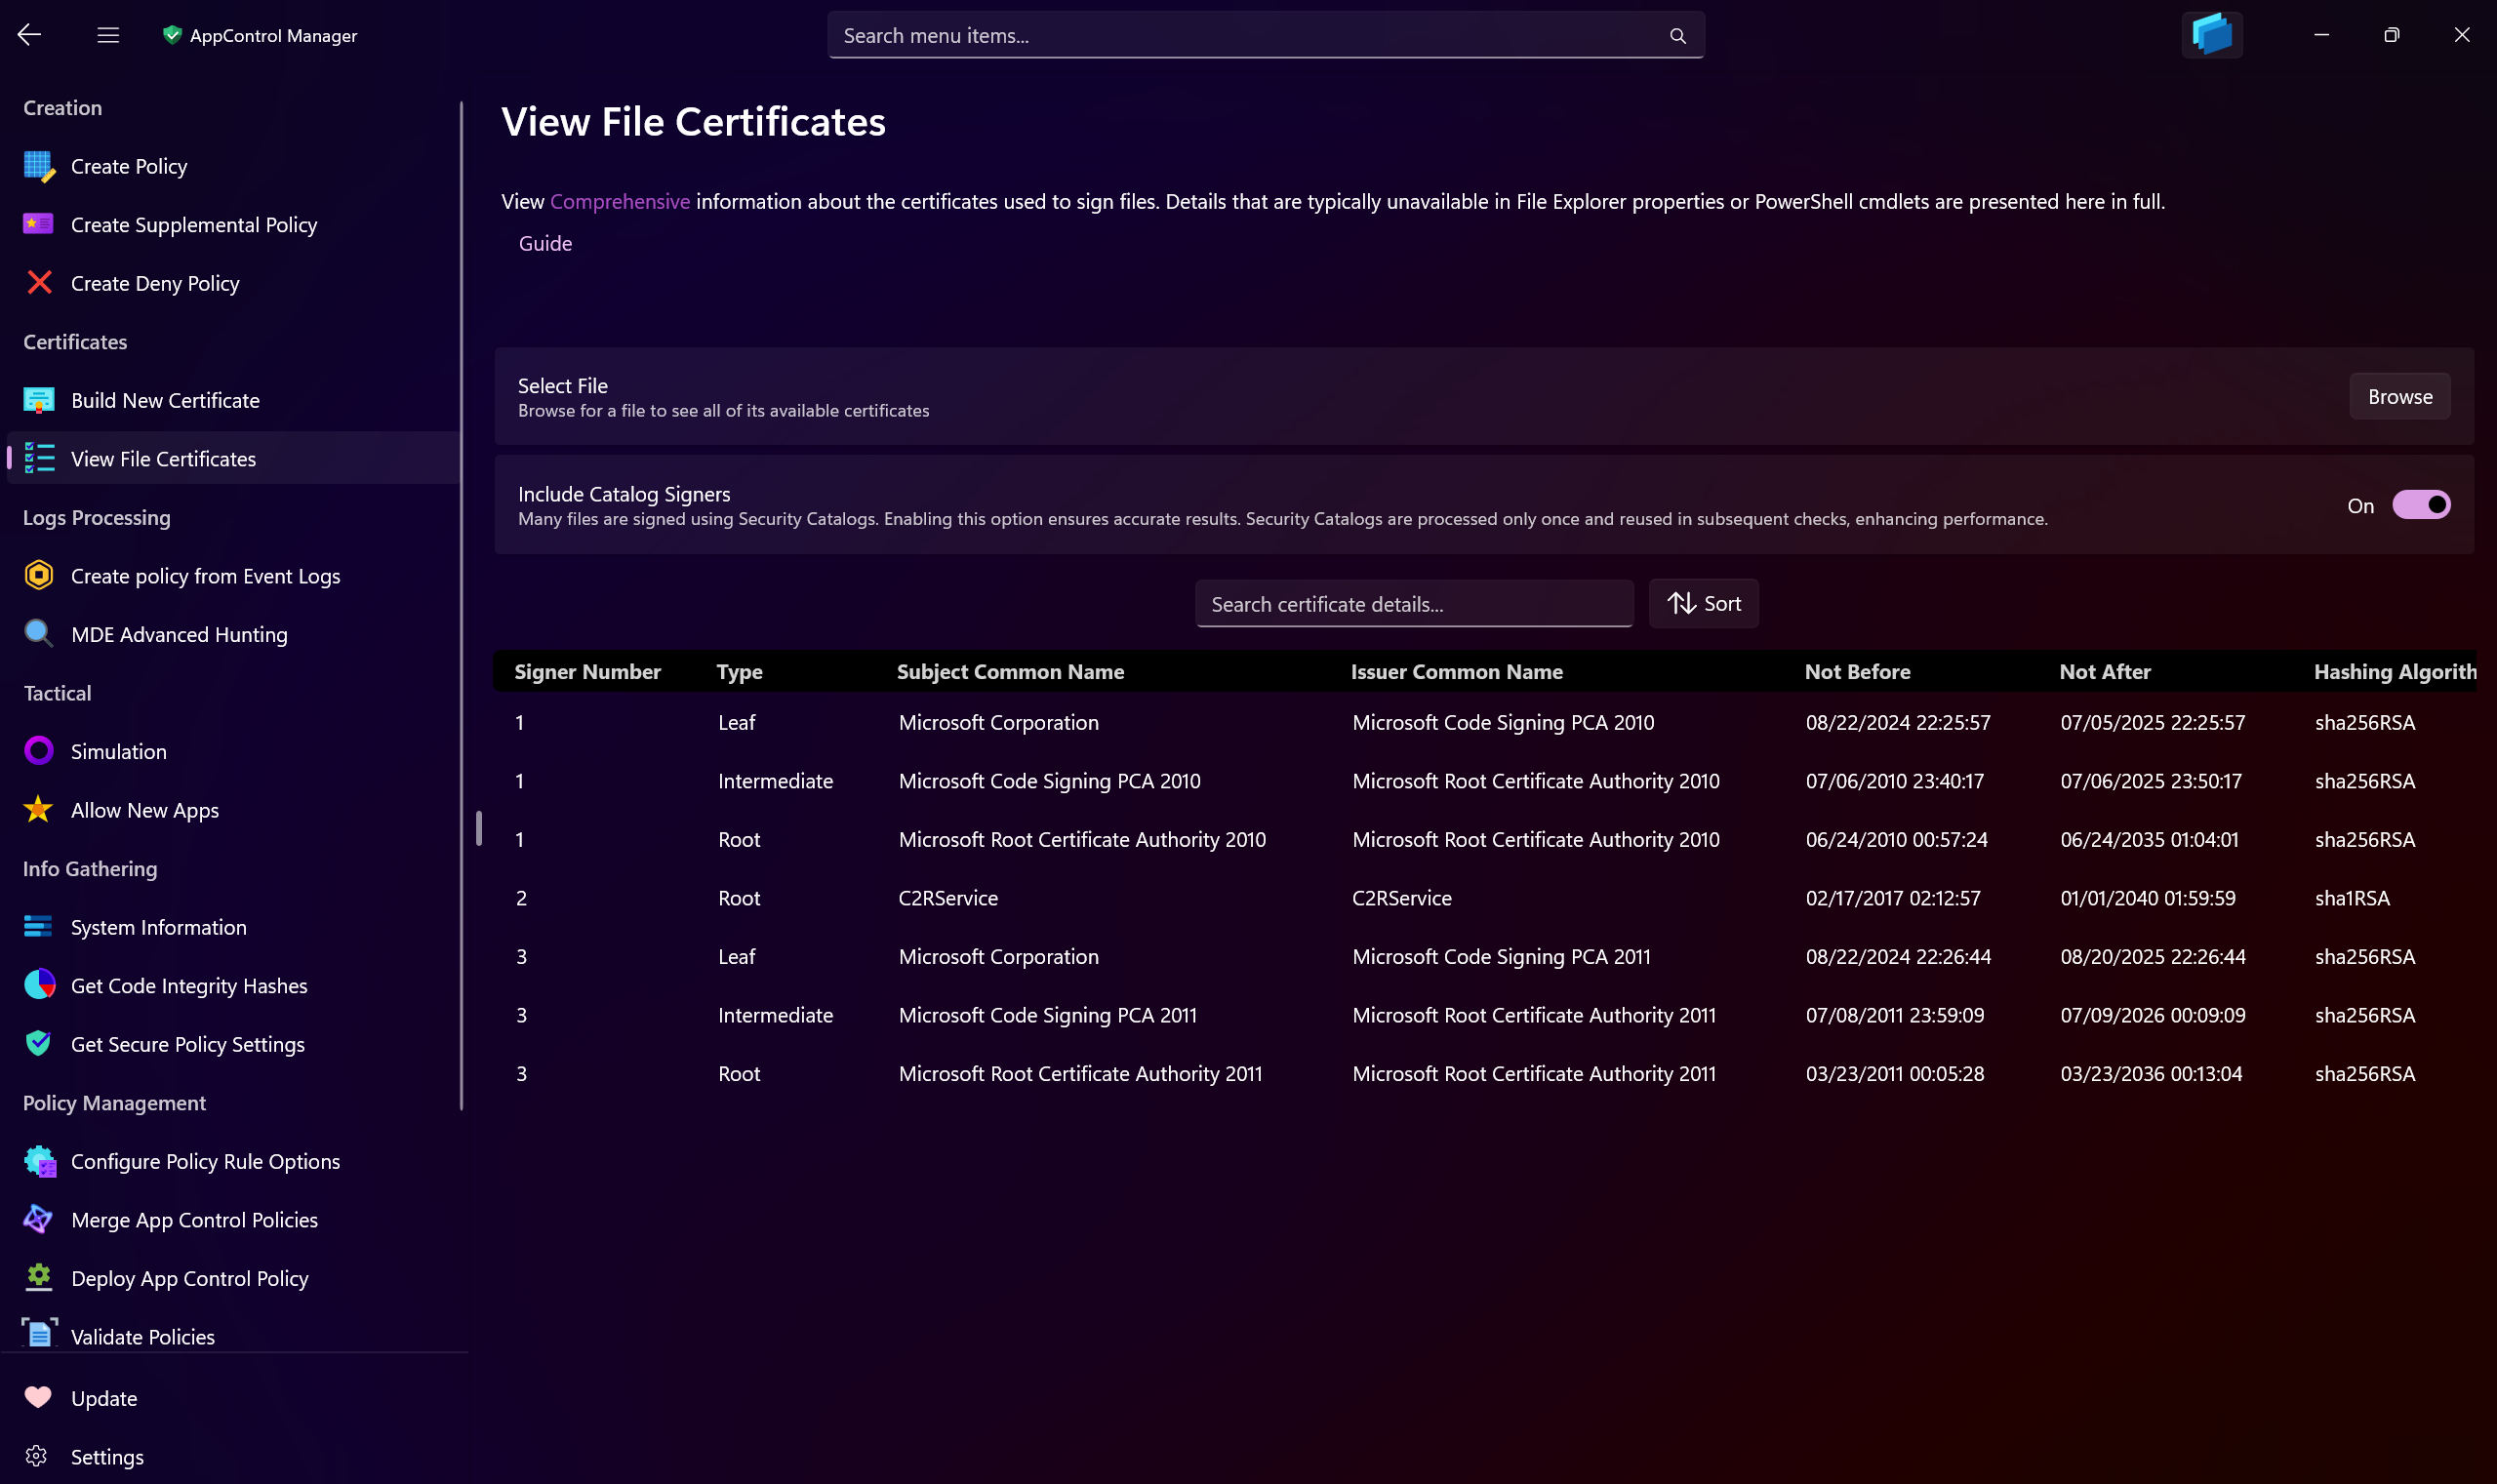 AppControl Manager
Search menu items...
Creation
Create Policy
Create Supplemental Policy
Create Deny Policy
Certificates
Build New Certificate
View File Certificates
Logs Processing
Create policy from Event Logs
MDE Advanced Hunting
Tactical
Simulation
Allow New Apps
Info Gathering
System Information
Get Code Integrity Hashes
Get Secure Policy Settings
Policy Management
Configure Policy Rule Options
Merge App Control Policies
Deploy App Control Policy
Validate Policies
Update
Settings
View File Certificates
View Comprehensive information about the certificates used to sign files. Details that are typically unavailable in File Explorer properties or PowerShell cmdlets are presented here in full.
Guide
Select File
Browse for a file to see all of its available certificates
Browse
Include Catalog Signers
Many files are signed using Security Catalogs. Enabling this option ensures accurate results. Security Catalogs are processed only once and reused in subsequent checks, enhancing performance.
On
Search certificate details...
Sort
Signer Number Type Subject Common Name Issuer Common Name Not Before Not After Hashing Algorith
1 Leaf Microsoft Corporation Microsoft Code Signing PCA 2010 08/22/2024 22:25:57 07/05/2025 22:25:57 sha256RSA
1 Intermediate Microsoft Code Signing PCA 2010 Microsoft Root Certificate Authority 2010 07/06/2010 23:40:17 07/06/2025 23:50:17 sha256RSA
1 Root Microsoft Root Certificate Authority 2010 Microsoft Root Certificate Authority 2010 06/24/2010 00:57:24 06/24/2035 01:04:01 sha256RSA
2 Root C2RService C2RService 02/17/2017 02:12:57 01/01/2040 01:59:59 sha1RSA
3 Leaf Microsoft Corporation Microsoft Code Signing PCA 2011 08/22/2024 22:26:44 08/20/2025 22:26:44 sha256RSA
3 Intermediate Microsoft Code Signing PCA 2011 Microsoft Root Certificate Authority 2011 07/08/2011 23:59:09 07/09/2026 00:09:09 sha256RSA
3 Root Microsoft Root Certificate Authority 2011 Microsoft Root Certificate Authority 2011 03/23/2011 00:05:28 03/23/2036 00:13:04 sha256RSA